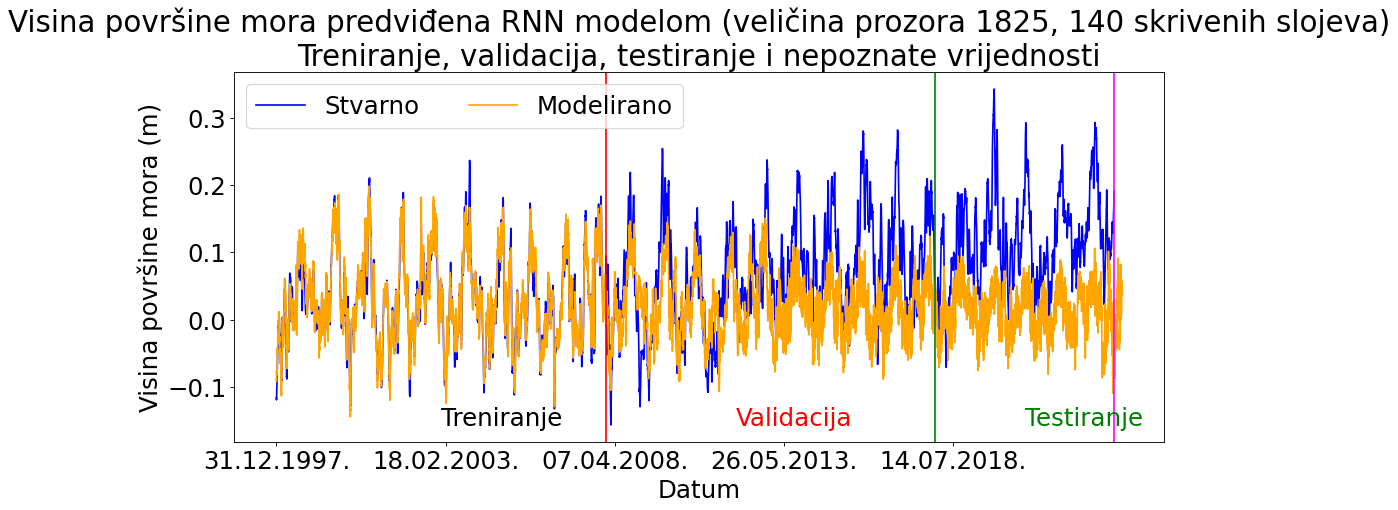 Visina površine mora predviđena RNN modelom (veličina prozora 1825, 140 skrivenih slojeva)
Treniranje, validacija, testiranje i nepoznate vrijednosti
Stvarno
Modelirano
Visina površine mora (m)
0.3
0.2
0.1
0.0
−0.1
Treniranje
Validacija
Testiranje
31.12.1997.
18.02.2003.
07.04.2008.
26.05.2013.
14.07.2018.
Datum